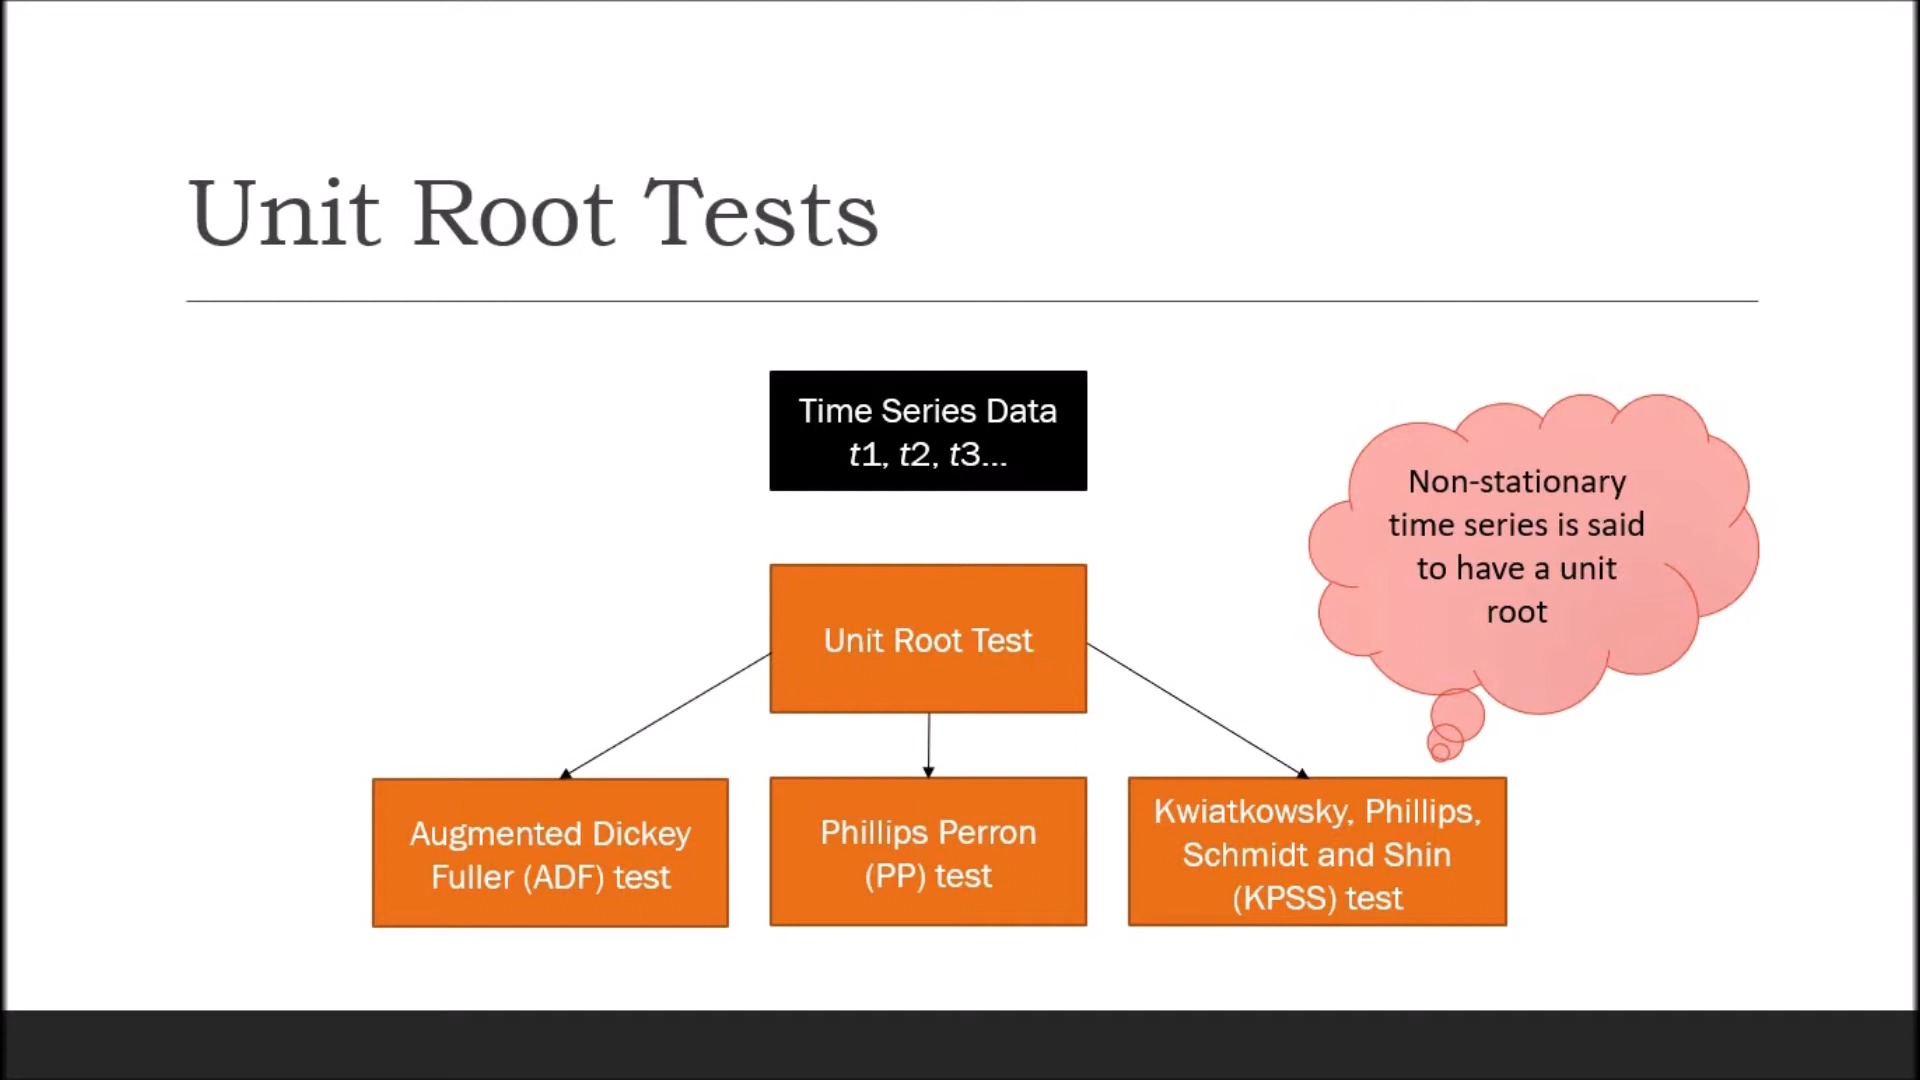 Unit Root Tests
Time Series Data
t1, t2, t3...
Non-stationary
time series is said
to have a unit
root
Unit Root Test
Augmented Dickey
Fuller (ADF) test
Phillips Perron
(PP) test
Kwiatkowsky, Phillips,
Schmidt and Shin
(KPSS) test